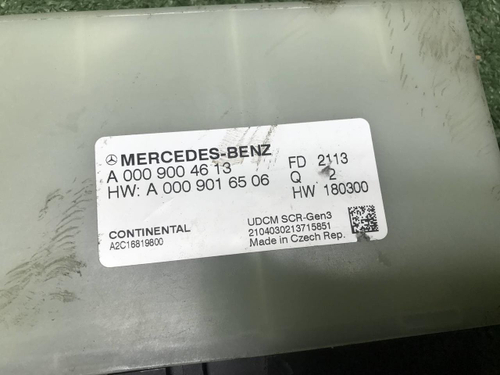 MERCEDES-BENZ
A 000 900 46 13
HW: A 000 901 65 06
FD 2113
Q 2
HW 180300
CONTINENTAL
A2C16819800
UDCM SCR-Gen3
2104030213715851
Made in Czech Rep.